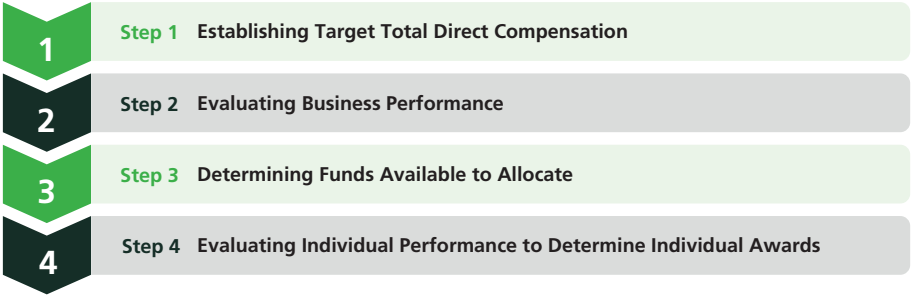 1 Step 1 Establishing Target Total Direct Compensation
2 Step 2 Evaluating Business Performance
3 Step 3 Determining Funds Available to Allocate
4 Step 4 Evaluating Individual Performance to Determine Individual Awards